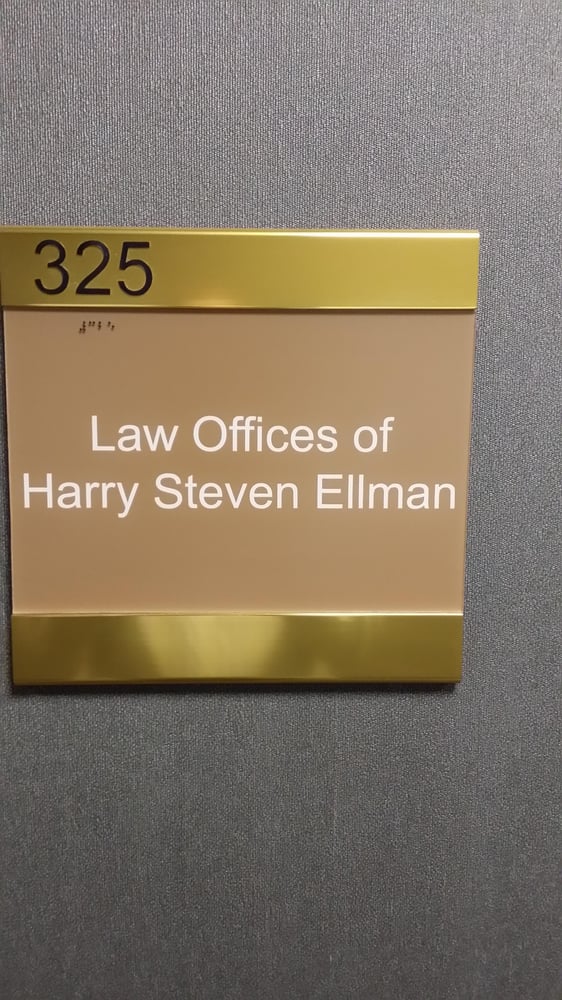 325
Law Offices of
Harry Steven Ellman